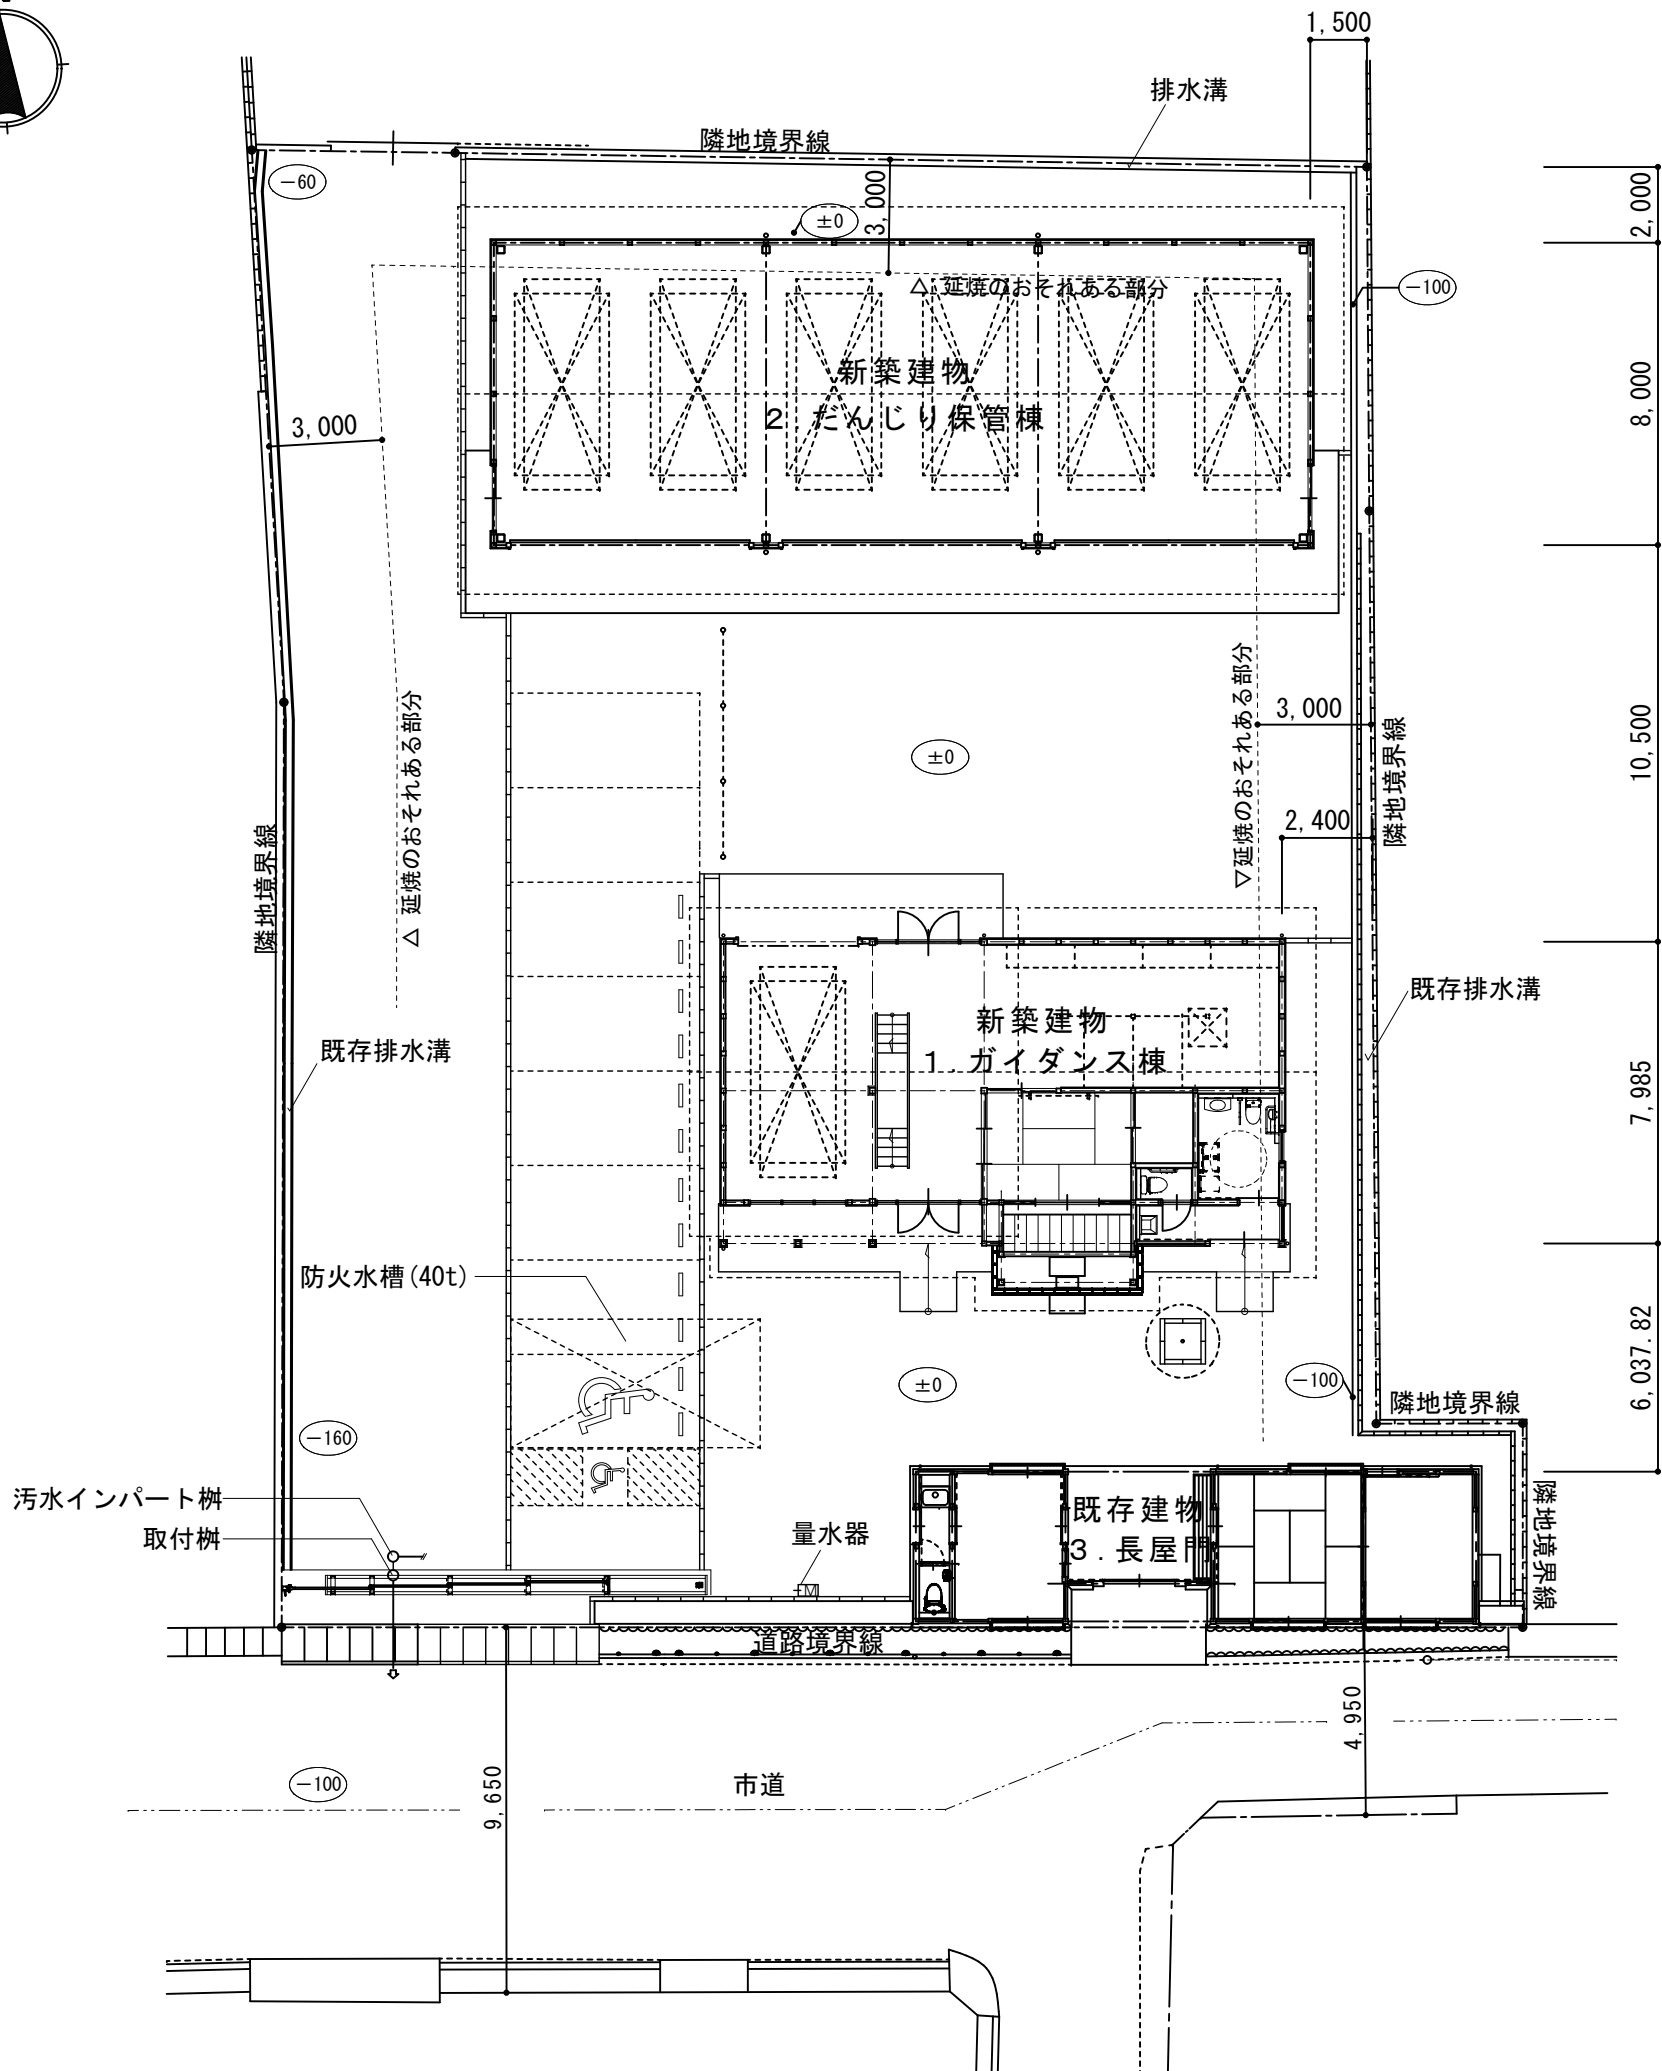 1,500
排水溝
隣地境界線
-60
3,000
±0
2,000
△ 延焼のおそれある部分
-100
新築建物
2.だんじり保管棟
8,000
3,000
△ 延焼のおそれある部分
▽延焼のおそれある部分
3,000
隣地境界線
10,500
±0
2,400
隣地境界線
既存排水溝
新築建物
1.ガイダンス棟
既存排水溝
7,985
防火水槽(40t)
±0
-100
6,037.82
隣地境界線
-160
汚水インバート桝
取付桝
量水器
既存建物
3.長屋門
隣地境界線
道路境界線
4,950
-100
9,650
市道